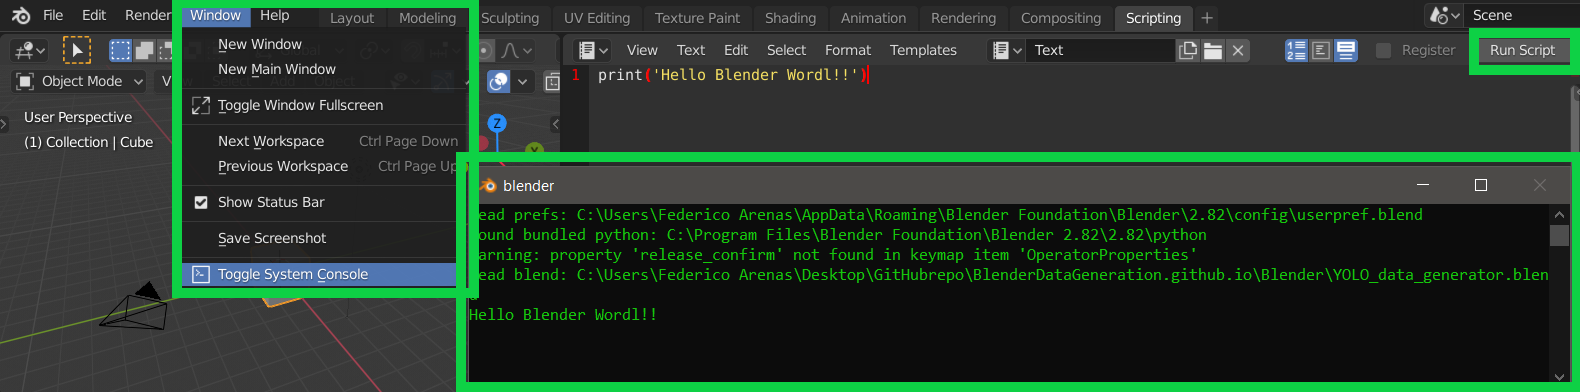 File Edit Render Window Help Layout Modeling Sculpting UV Editing Texture Paint Shading Animation Rendering Compositing Scripting + Scene
View Text Edit Select Format Templates Text Register Run Script
Object Mode
User Perspective
(1) Collection | Cube
New Window
New Main Window
Toggle Window Fullscreen
Next Workspace Ctrl Page Down
Previous Workspace Ctrl Page Up
Show Status Bar
Save Screenshot
Toggle System Console
1 print('Hello Blender Wordl!!')
Z
Y
blender
ead prefs: C:\Users\Federico Arenas\AppData\Roaming\Blender Foundation\Blender\2.82\config\userpref.blend
ound bundled python: C:\Program Files\Blender Foundation\Blender 2.82\2.82\python
arning: property 'release_confirm' not found in keymap item 'OperatorProperties'
ead blend: C:\Users\Federico Arenas\Desktop\GitHubrepo\BlenderDataGeneration.github.io\Blender\YOLO_data_generator.blen
d
Hello Blender Wordl!!